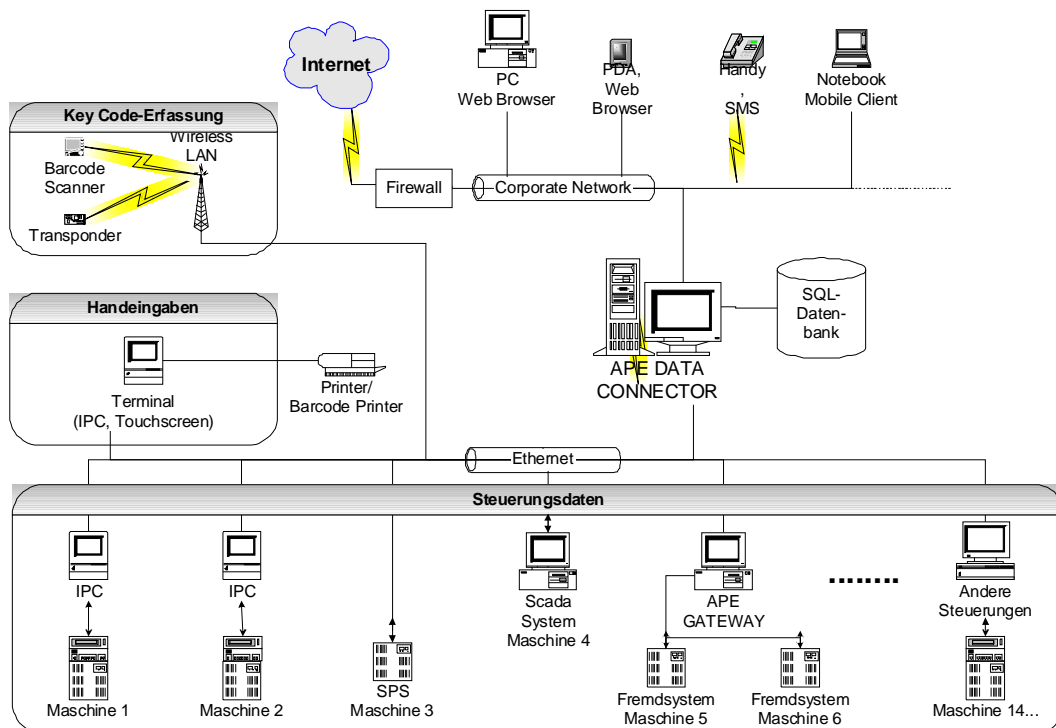 Internet
PC
Web Browser
PDA,
Web
Browser
Handy
,
SMS
Notebook
Mobile Client
Key Code-Erfassung
Wireless
LAN
Barcode
Scanner
Transponder
Firewall
Corporate Network
SQL-
Daten-
bank
APE DATA
CONNECTOR
Handeingaben
Terminal
(IPC, Touchscreen)
Printer/
Barcode Printer
Ethernet
Steuerungsdaten
IPC
Maschine 1
IPC
Maschine 2
SPS
Maschine 3
Scada
System
Maschine 4
APE
GATEWAY
Fremdsystem
Maschine 5
Fremdsystem
Maschine 6
.........
Andere
Steuerungen
Maschine 14...